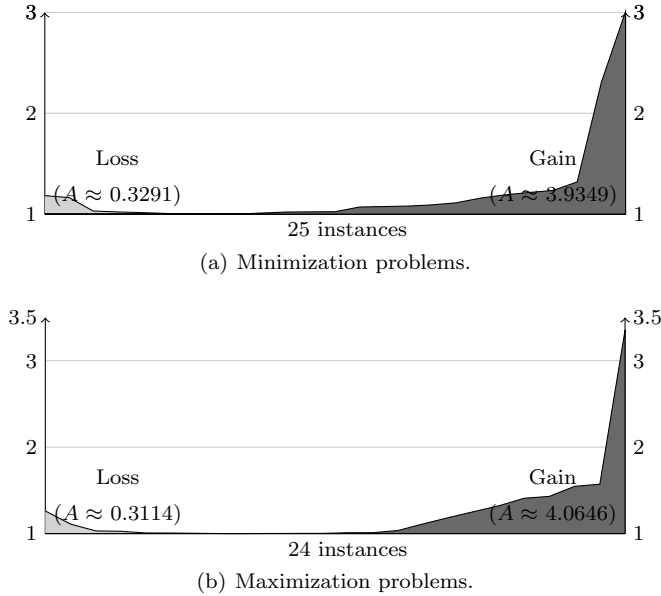 3 3
2 2
Loss Gain
(A ≈ 0.3291) (A ≈ 3.9349)
1 1
25 instances
(a) Minimization problems.
3.5 3.5
3 3
2 2
Loss Gain
(A ≈ 0.3114) (A ≈ 4.0646)
1 1
24 instances
(b) Maximization problems.